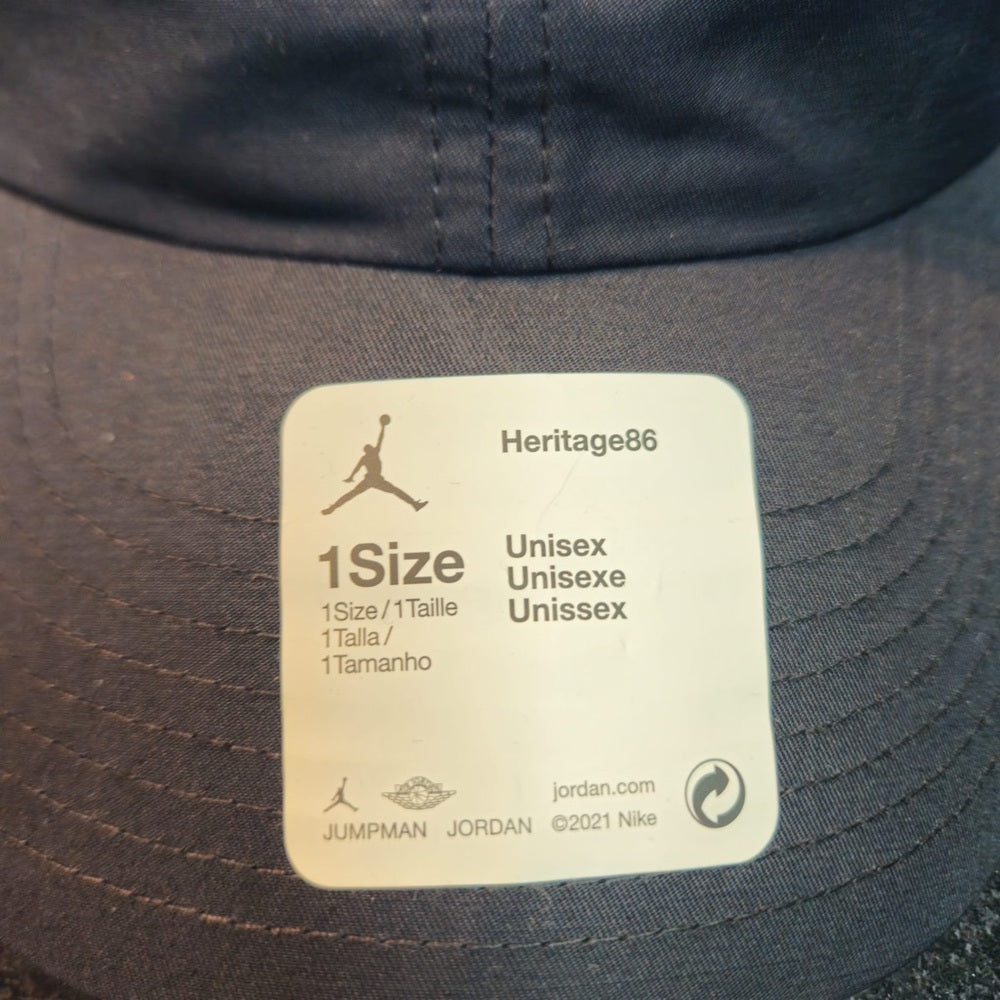 Heritage86
1Size
1Size/1Taille
1Talla/
1Tamanho
Unisex
Unisexe
Unissex
JUMPMAN
JORDAN
jordan.com
©2021 Nike